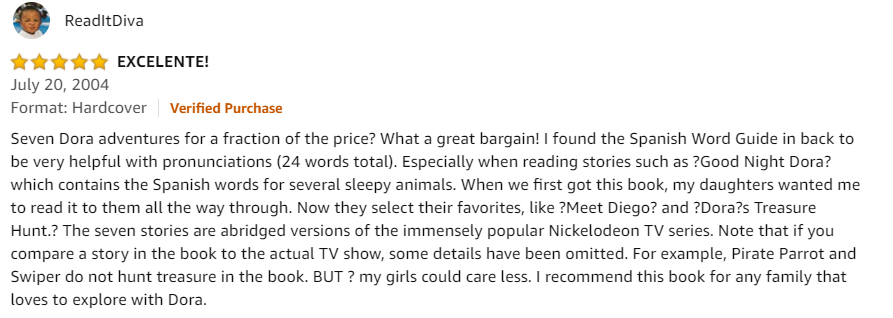 ReadItDiva
EXCELENTE!
July 20, 2004
Format: Hardcover | Verified Purchase
Seven Dora adventures for a fraction of the price? What a great bargain! I found the Spanish Word Guide in back to
be very helpful with pronunciations (24 words total). Especially when reading stories such as ?Good Night Dora?
which contains the Spanish words for several sleepy animals. When we first got this book, my daughters wanted me
to read it to them all the way through. Now they select their favorites, like ?Meet Diego? and ?Dora?s Treasure
Hunt.? The seven stories are abridged versions of the immensely popular Nickelodeon TV series. Note that if you
compare a story in the book to the actual TV show, some details have been omitted. For example, Pirate Parrot and
Swiper do not hunt treasure in the book. BUT ? my girls could care less. I recommend this book for any family that
loves to explore with Dora.